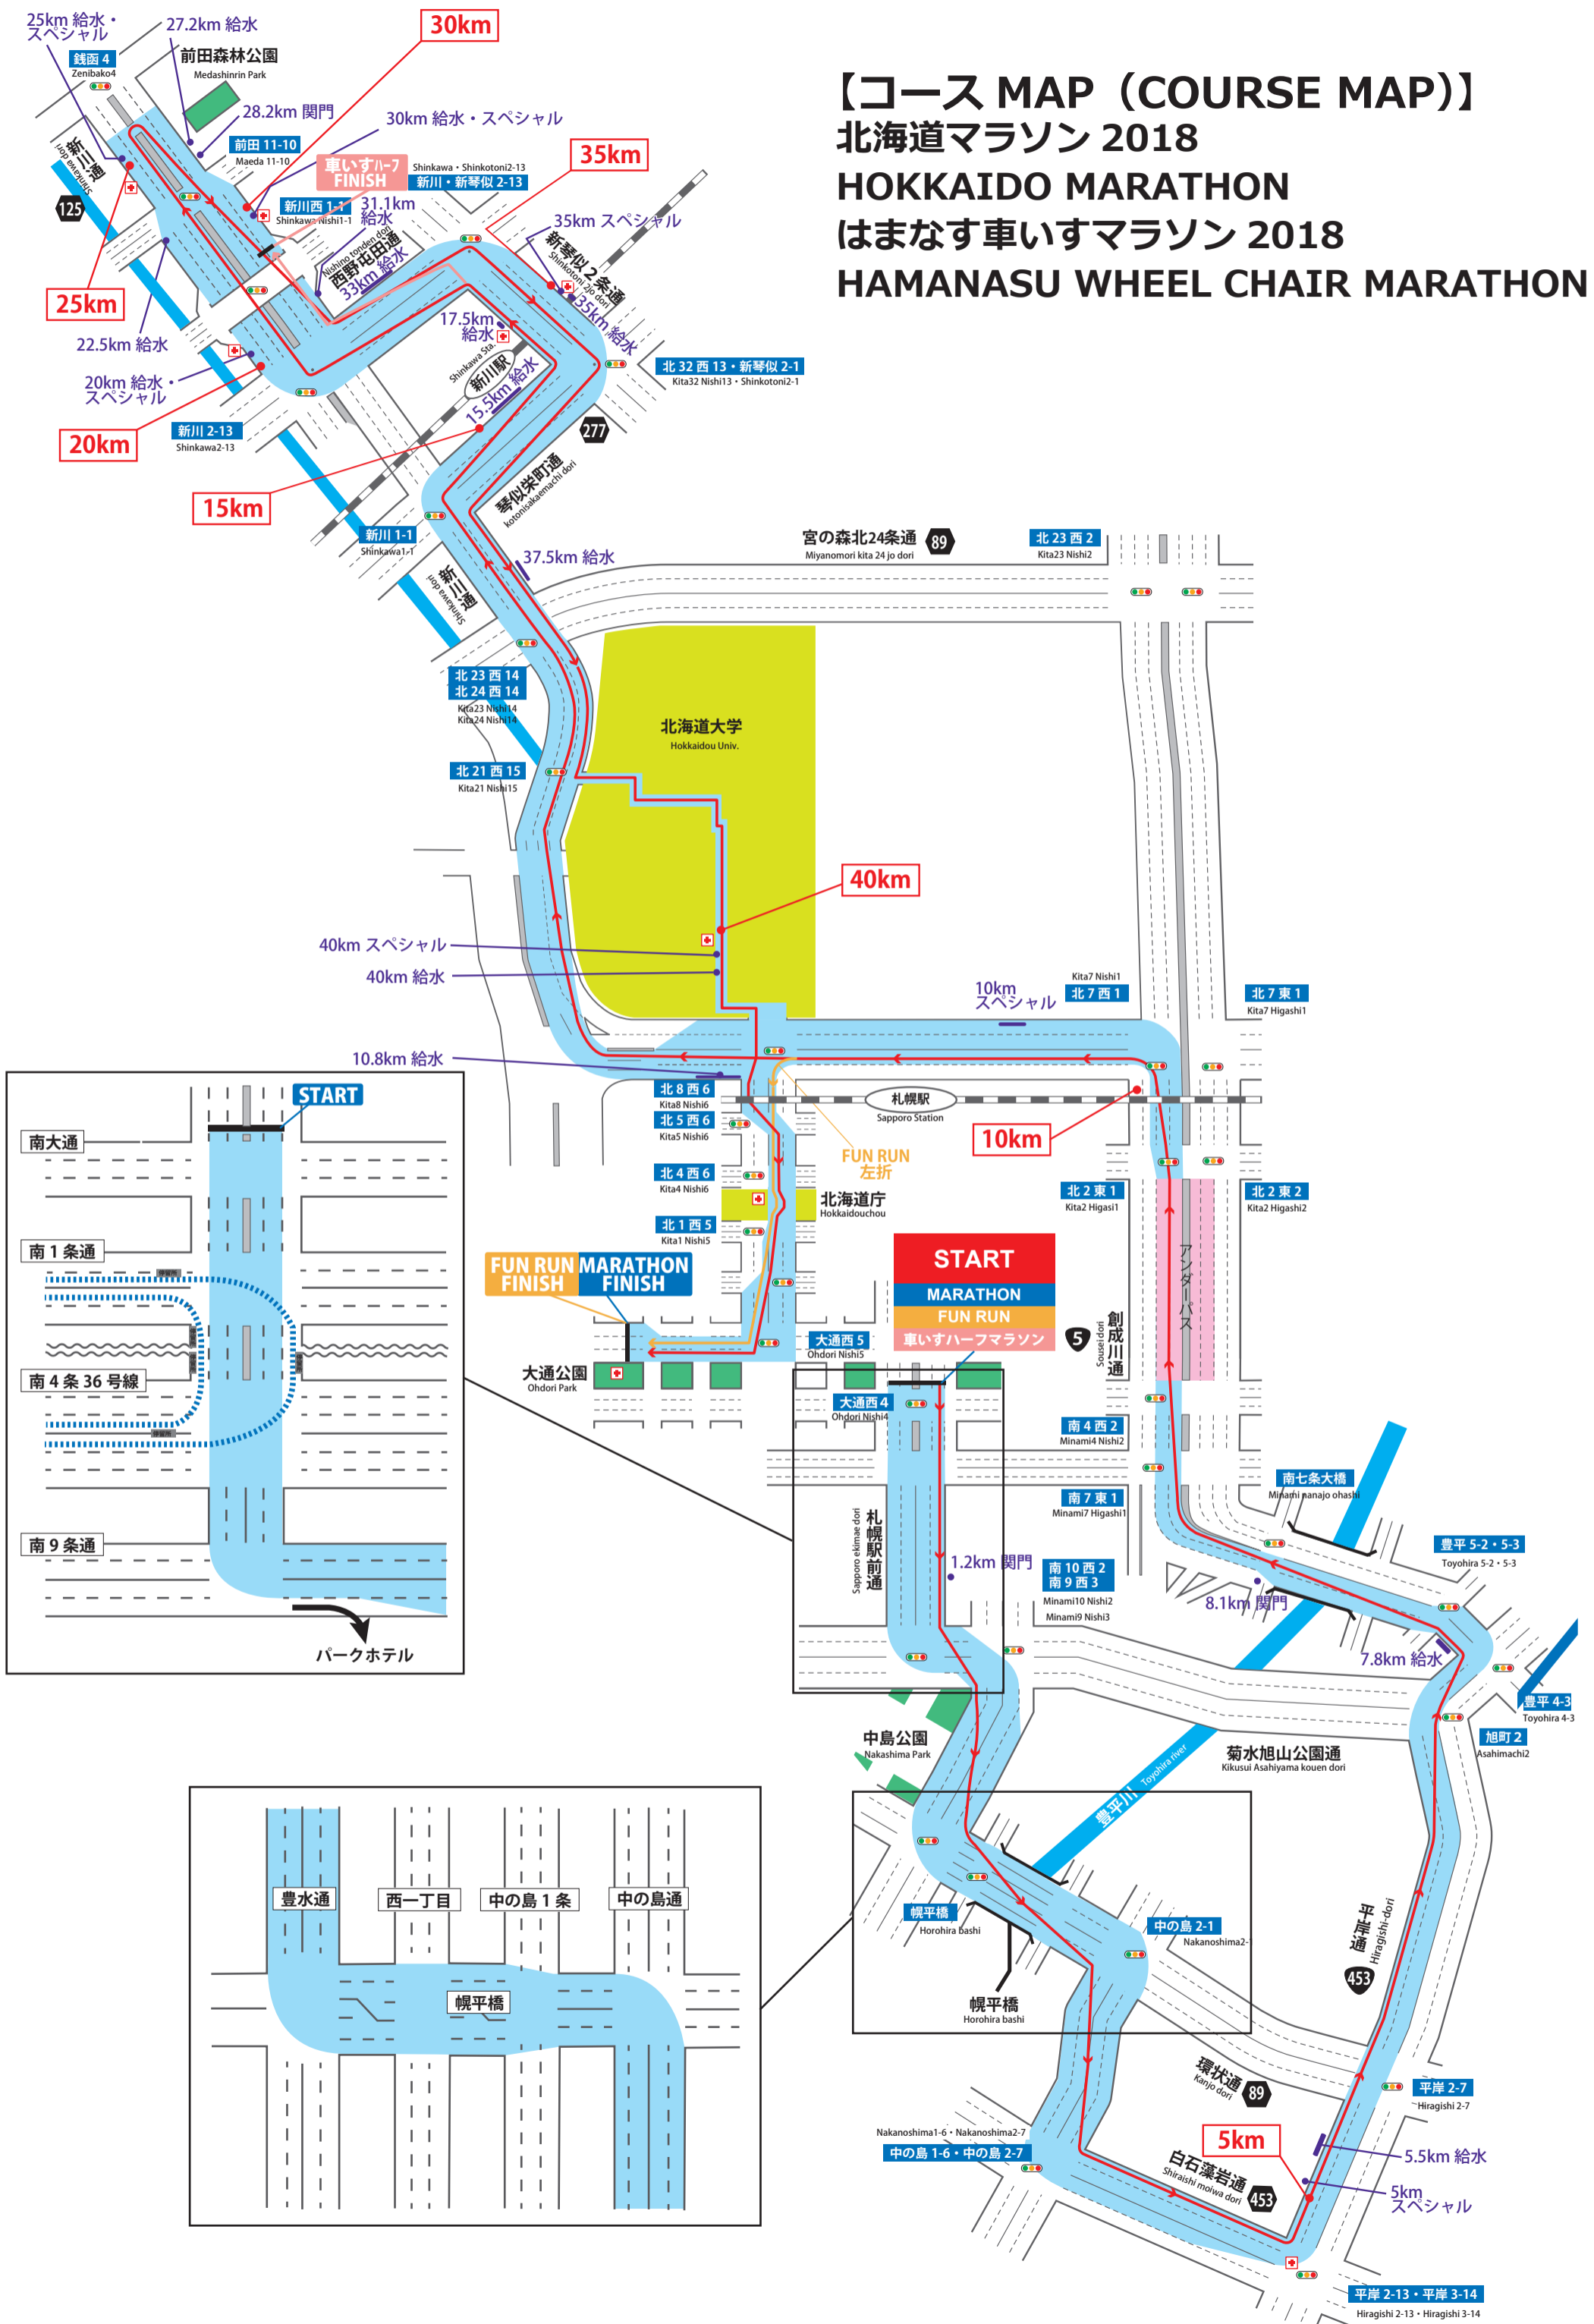 【コース MAP（COURSE MAP）】
北海道マラソン 2018
HOKKAIDO MARATHON
はまなす車いすマラソン 2018
HAMANASU WHEEL CHAIR MARATHON
25km 給水・
スペシャル
27.2km 給水
30km
銭函 4
Zenibako4
前田森林公園
Medashinrin Park
28.2km 関門
30km 給水・スペシャル
前田 11-10
Maeda 11-10
車いすハーフ
FINISH
Shinkawa・Shinkotoni2-13
新川・新琴似 2-13
35km
新川通
Shinkawa dori
125
新川西 1-1
Shinkawa Nishi1-1
31.1km
給水
Nishino tonden dori
西野屯田通
33km 給水
35km スペシャル
新琴似２条通
Shinkotoni 2jo dori
35km 給水
25km
22.5km 給水
17.5km
給水
Shinkawa Sta.
新川駅
15.5km 給水
北 32 西 13・新琴似 2-1
Kita32 Nishi13・Shinkotoni2-1
20km 給水・
スペシャル
20km
新川 2-13
Shinkawa2-13
277
15km
琴似栄町通
kotonisakaemachi dori
新川 1-1
Shinkawa1-1
37.5km 給水
新川通
Shinkawa dori
宮の森北24条通
Miyanomori kita 24 jo dori
89
北 23 西 2
Kita23 Nishi2
北 23 西 14
北 24 西 14
Kita23 Nishi14
Kita24 Nishi14
北海道大学
Hokkaidou Univ.
北 21 西 15
Kita21 Nishi15
40km
40km スペシャル
40km 給水
10km
スペシャル
Kita7 Nishi1
北 7 西 1
北 7 東 1
Kita7 Higashi1
10.8km 給水
北 8 西 6
Kita8 Nishi6
北 5 西 6
Kita5 Nishi6
札幌駅
Sapporo Station
10km
FUN RUN
左折
北 4 西 6
Kita4 Nishi6
北海道庁
Hokkaidouchou
北 1 西 5
Kita1 Nishi5
北 2 東 1
Kita2 Higasi1
北 2 東 2
Kita2 Higashi2
アンダーパス
FUN RUN
FINISH
MARATHON
FINISH
START
MARATHON
FUN RUN
車いすハーフマラソン
5
創成川通
Sousei dori
大通西 5
Ohdori Nishi5
大通公園
Ohdori Park
大通西 4
Ohdori Nishi4
南 4 西 2
Minami4 Nishi2
南 7 東 1
Minami7 Higashi1
南七条大橋
Minami nanajo ohashi
札幌駅前通
Sapporo ekimae dori
1.2km 関門
南 10 西 2
南 9 西 3
Minami10 Nishi2
Minami9 Nishi3
豊平 5-2・5-3
Toyohira 5-2・5-3
8.1km 関門
7.8km 給水
豊平 4-3
Toyohira 4-3
旭町 2
Asahimachi2
中島公園
Nakashima Park
菊水旭山公園通
Kikusui Asahiyama kouen dori
豊平川
Toyohira river
幌平橋
Horohira bashi
中の島 2-1
Nakanoshima2-1
幌平橋
Horohira bashi
平岸通
Hiragishi-dori
453
環状通
Kanjo dori
89
平岸 2-7
Hiragishi 2-7
Nakanoshima1-6・Nakanoshima2-7
中の島 1-6・中の島 2-7
5km
白石藻岩通
Shiraishi moiwa dori
453
5.5km 給水
5km
スペシャル
平岸 2-13・平岸 3-14
Hiragishi 2-13・Hiragishi 3-14
START
南大通
南 1 条通
停留所
南 4 条 36 号線
停留所
南 9 条通
パークホテル
豊水通
西一丁目
中の島 1 条
中の島通
幌平橋